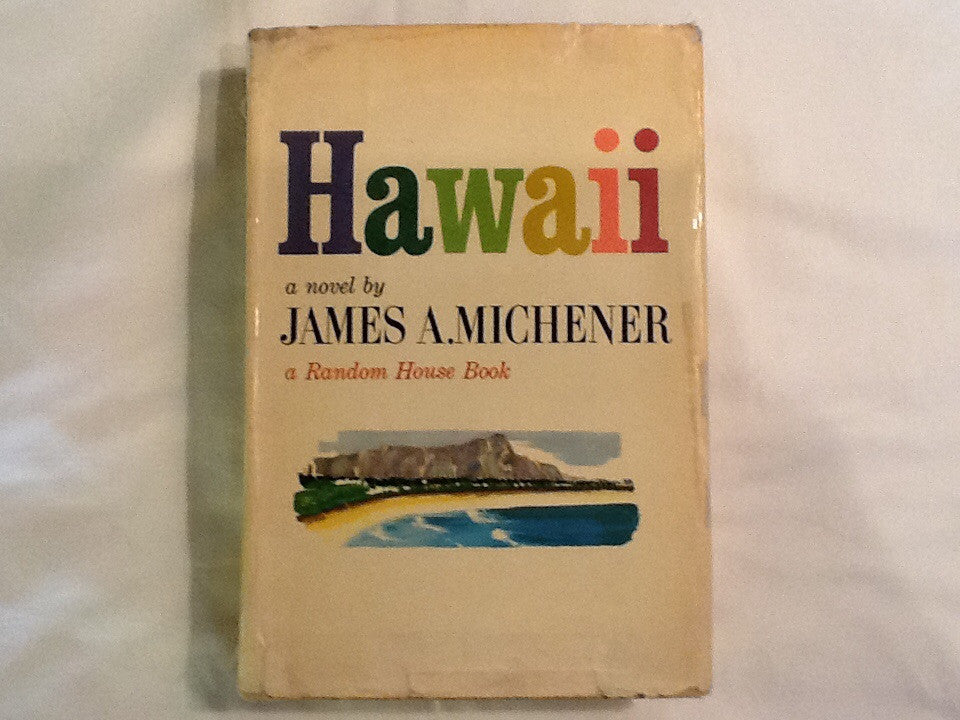 Hawaii
a novel by
JAMES A. MICHENER
a Random House Book